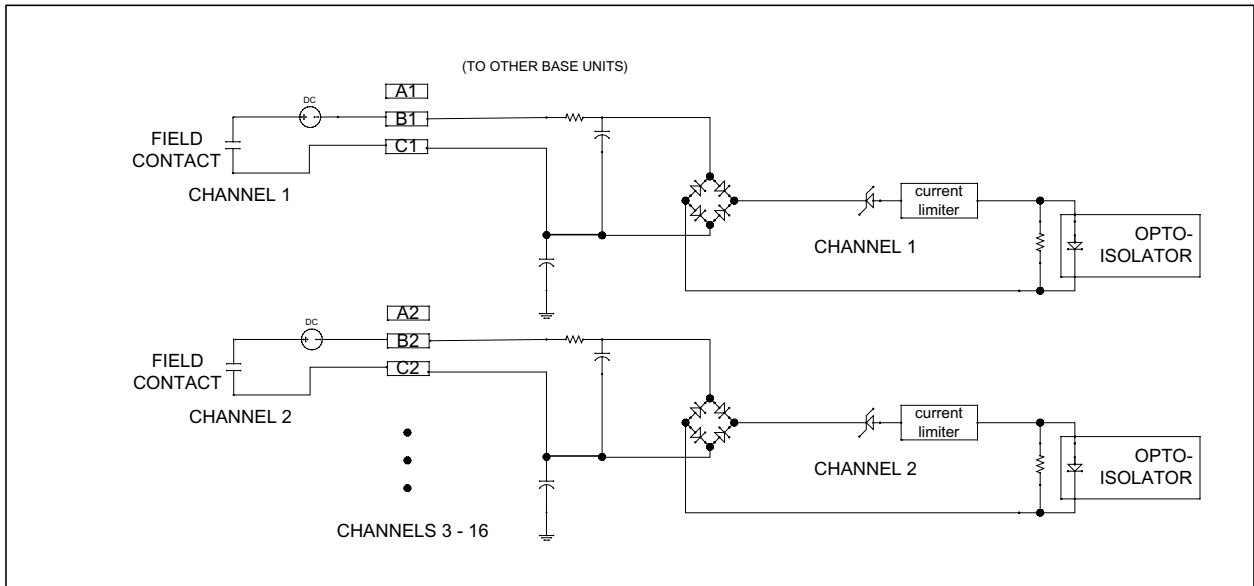 (TO OTHER BASE UNITS)
A1
DC
B1
FIELD
CONTACT
C1
CHANNEL 1
current
limiter
CHANNEL 1
OPTO-
ISOLATOR
A2
DC
B2
FIELD
CONTACT
C2
CHANNEL 2
current
limiter
CHANNEL 2
OPTO-
ISOLATOR
CHANNELS 3 - 16